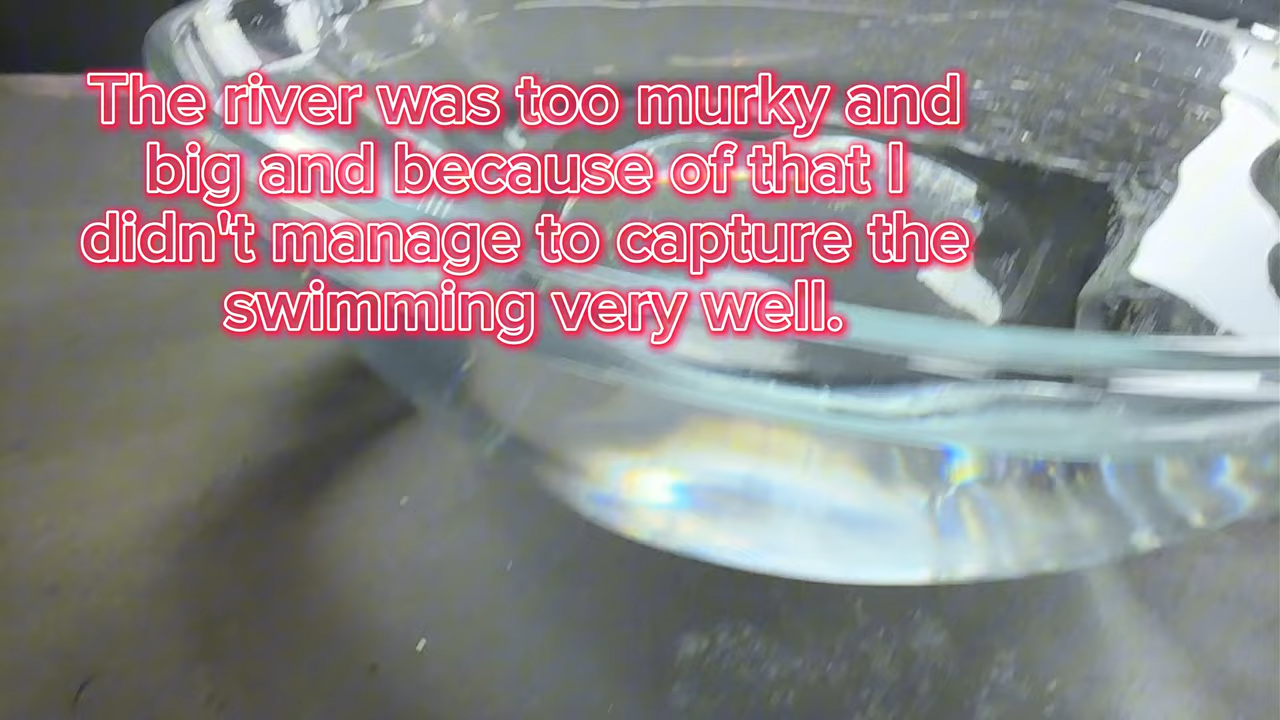 The river was too murky and
big and because of that I
didn't manage to capture the
swimming very well.